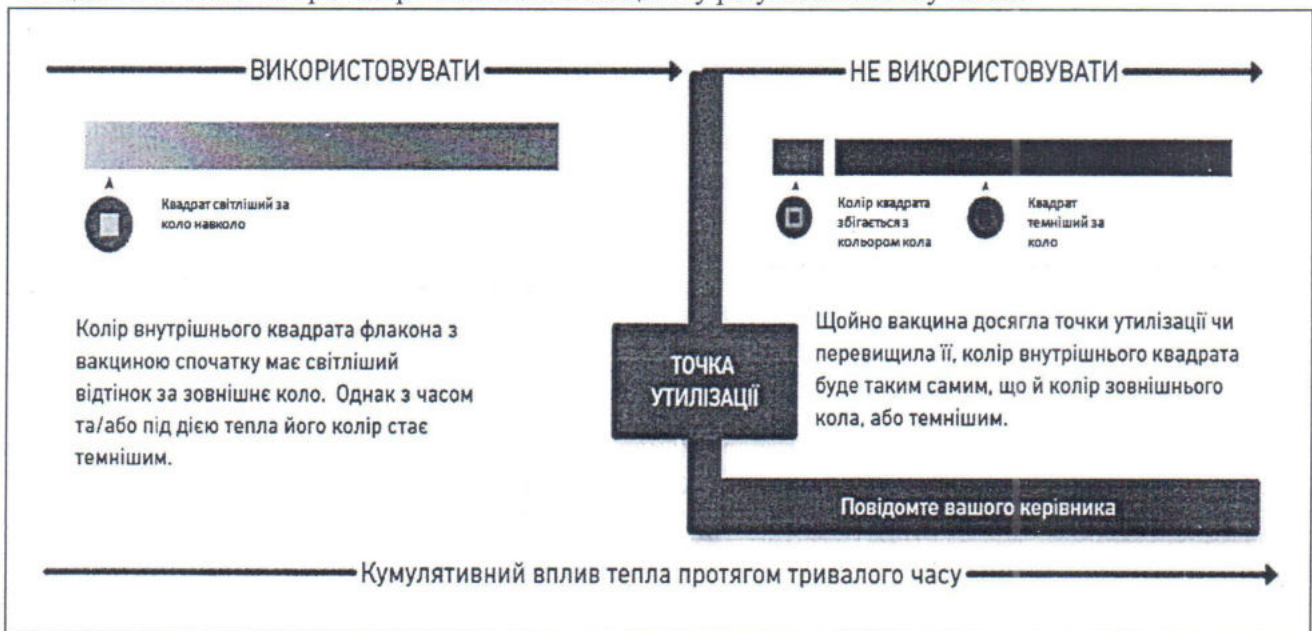 ВИКОРИСТОВУВАТИ
НЕ ВИКОРИСТОВУВАТИ
Квадрат світліший за
коло навколо
Колір квадрата
збігається з
кольором кола
Квадрат
темніший за
коло
Колір внутрішнього квадрата флакона з
вакциною спочатку має світліший
відтінок за зовнішнє коло. Однак з часом
та/або під дією тепла його колір стає
темнішим.
ТОЧКА
УТИЛІЗАЦІЇ
Щойно вакцина досягла точки утилізації чи
перевищила її, колір внутрішнього квадрата
буде таким самим, що й колір зовнішнього
кола, або темнішим.
Повідомте вашого керівника
Кумулятивний вплив тепла протягом тривалого часу